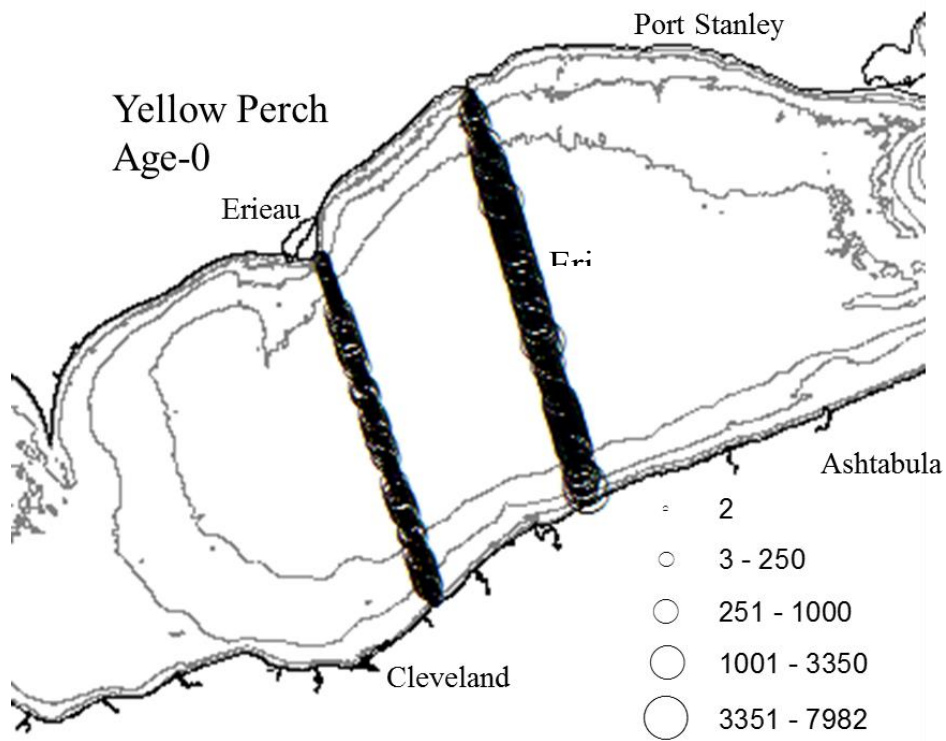 Port Stanley
Yellow Perch
Age-0
Erieau
Ashtabula
2
3 - 250
251 - 1000
1001 - 3350
Cleveland
3351 - 7982